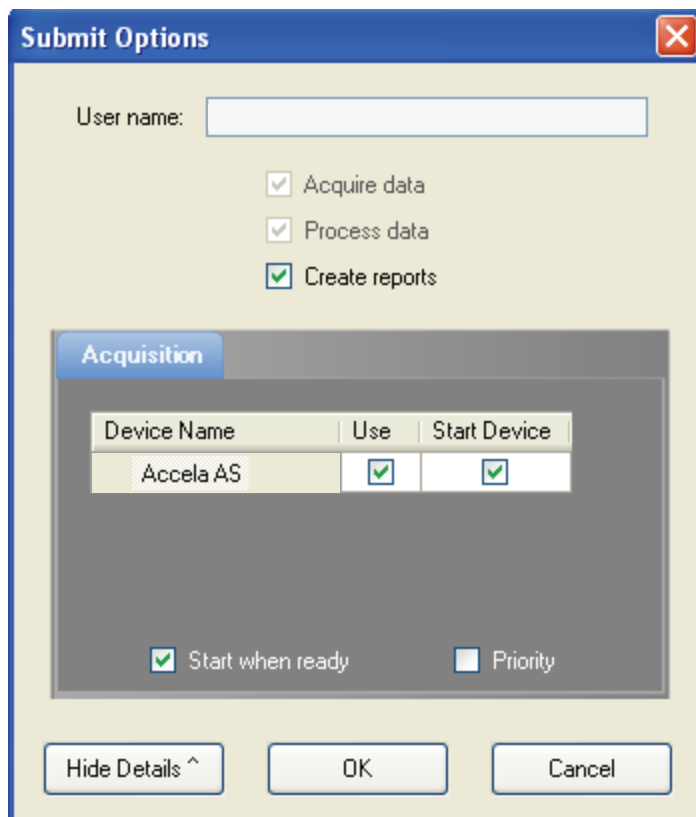 Submit Options
User name:
Acquire data
Process data
Create reports
Acquisition
Device Name Use Start Device
Accela AS
Start when ready Priority
Hide Details ^ OK Cancel